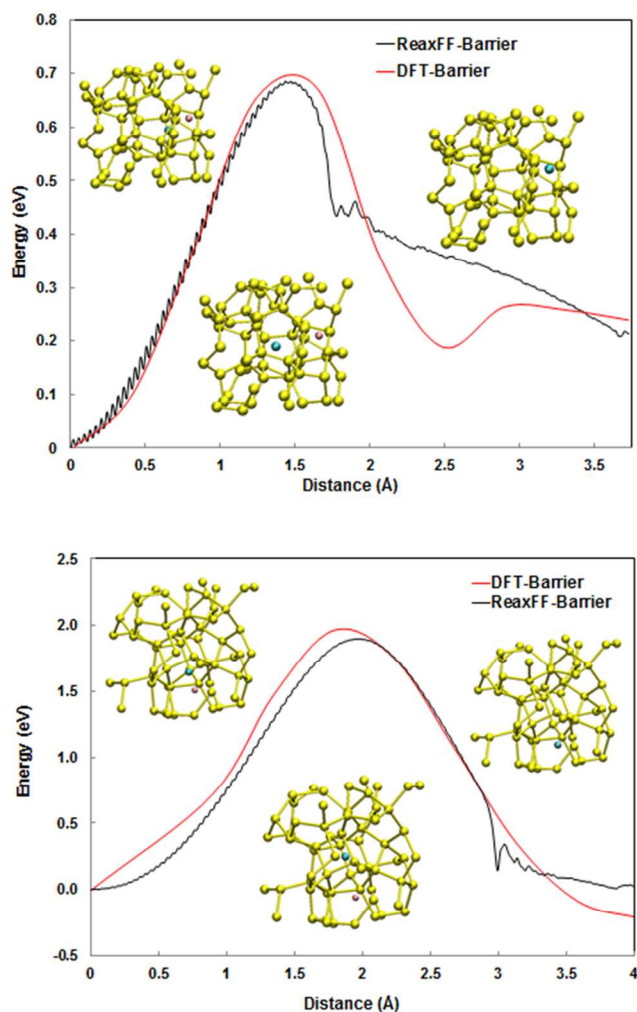 0.8
ReaxFF-Barrier
0.7
DFT-Barrier
0.6
0.5
0.4
0.3
0.2
0.1
0
Energy (eV)
0 0.5 1 1.5 2 2.5 3 3.5
Distance (Å)
2.5
DFT-Barrier
ReaxFF-Barrier
2.0
1.5
1.0
0.5
0.0
-0.5
Energy (eV)
0 0.5 1 1.5 2 2.5 3 3.5 4
Distance (Å)